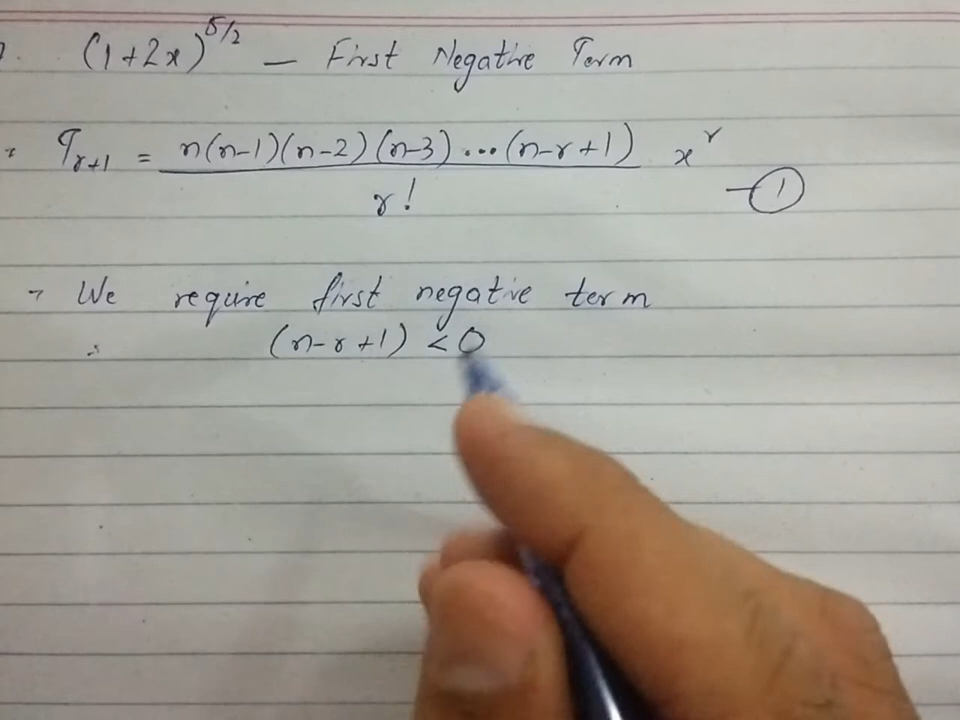 (1+2x)^5/2 — First Negative Term
T_r+1 = n(n-1)(n-2)(n-3)...(n-r+1) / r! x^r — ①
→ We require first negative term
∴ (n-r+1) < 0